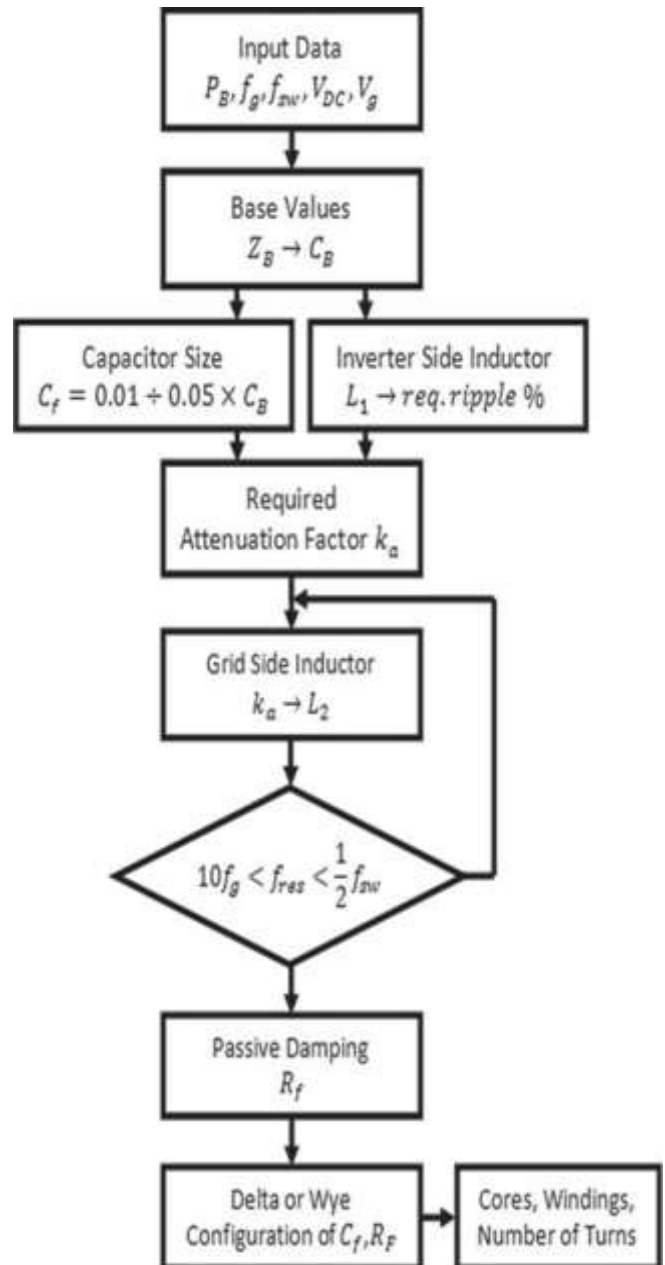 Input Data
P_B, f_g, f_sw, V_DC, V_g
Base Values
Z_B → C_B
Capacitor Size
C_f = 0.01 ÷ 0.05 × C_B
Inverter Side Inductor
L_1 → req. ripple %
Required
Attenuation Factor k_a
Grid Side Inductor
k_a → L_2
10f_g < f_res < 1/2 f_sw
Passive Damping
R_f
Delta or Wye
Configuration of C_f, R_F
Cores, Windings,
Number of Turns